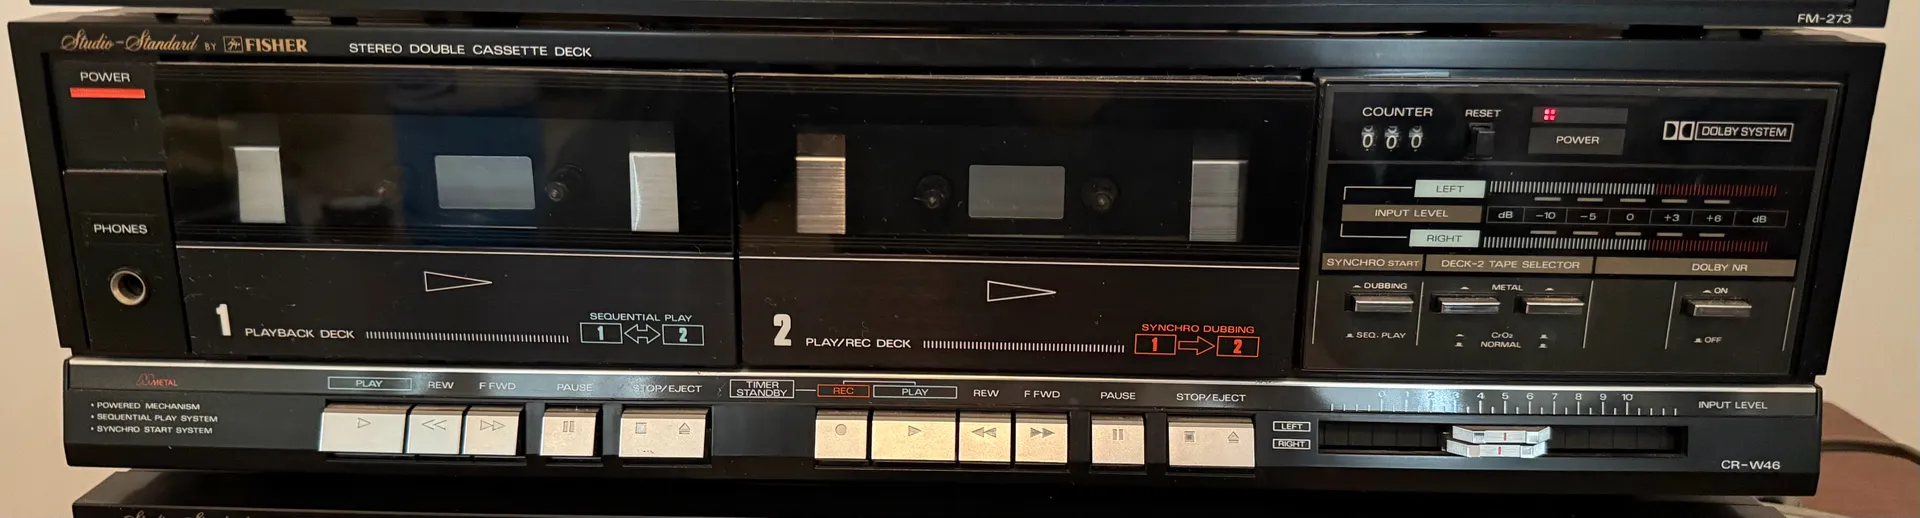 FM-273
Studio-Standard BY FISHER STEREO DOUBLE CASSETTE DECK
POWER
PHONES
1 PLAYBACK DECK
SEQUENTIAL PLAY
1 2
2 PLAY/REC DECK
SYNCHRO DUBBING
1 2
COUNTER RESET
0 0 0
POWER
DOLBY SYSTEM
LEFT
INPUT LEVEL dB -10 -5 0 +3 +6 dB
RIGHT
SYNCHRO START DECK-2 TAPE SELECTOR DOLBY NR
DUBBING METAL ON
SEQ. PLAY CrO2 OFF
NORMAL
METAL
• POWERED MECHANISM
• SEQUENTIAL PLAY SYSTEM
• SYNCHRO START SYSTEM
PLAY REW F FWD PAUSE STOP/EJECT
TIMER STANDBY REC PLAY REW F FWD PAUSE STOP/EJECT
0 1 2 3 4 5 6 7 8 9 10 INPUT LEVEL
LEFT
RIGHT
CR-W46